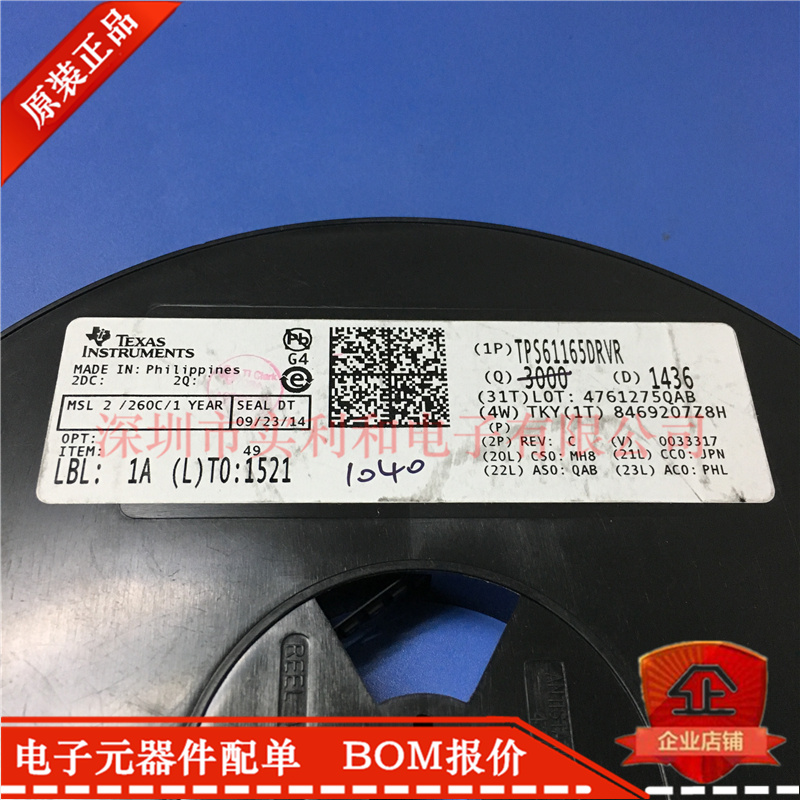 原装正品
TEXAS
INSTRUMENTS
MADE IN: Philippines
2DC: 2Q:
Pb
G4
e
MSL 2 /260C/1 YEAR
SEAL DT
09/23/14
OPT:
ITEM: 49
LBL: 1A (L)TO:1521
1040
(1P) TPS61165DRVR
(Q) 3000 (D) 1436
(31T)LOT: 4761275QAB
(4W) TKY(1T) 8469207Z8H
(P)
(2P) REV: C (V) 0033317
(20L) CSO: MH8 (21L) CCO:JPN
(22L) ASO: QAB (23L) ACO: PHL
深圳市实利和电子有限公司
REEL
企
企业店铺
电子元器件配单 BOM报价